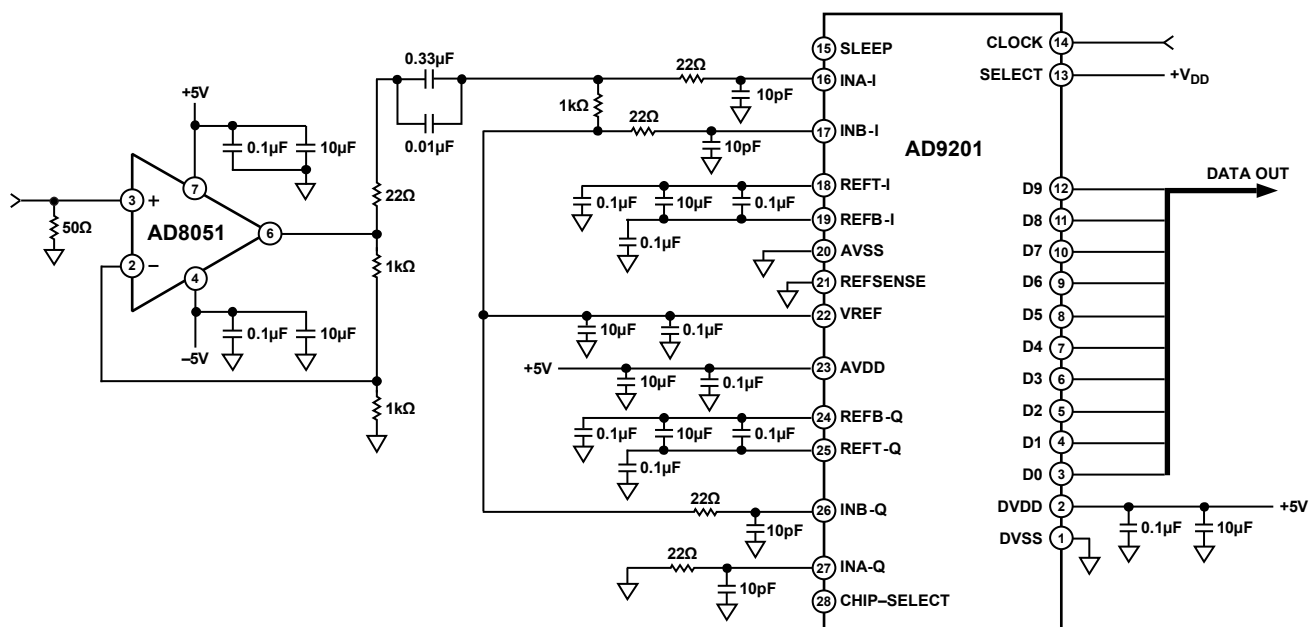 +5V
0.1µF
10µF
3
+
50Ω
2
–
AD8051
7
4
6
–5V
0.1µF
10µF
22Ω
1kΩ
1kΩ
0.33µF
0.01µF
1kΩ
22Ω
10pF
22Ω
10pF
0.1µF
10µF
0.1µF
0.1µF
10µF
0.1µF
+5V
10µF
0.1µF
0.1µF
10µF
0.1µF
0.1µF
22Ω
10pF
22Ω
10pF
15 SLEEP
16 INA-I
17 INB-I
18 REFT-I
19 REFB-I
20 AVSS
21 REFSENSE
22 VREF
23 AVDD
24 REFB-Q
25 REFT-Q
26 INB-Q
27 INA-Q
28 CHIP–SELECT
AD9201
CLOCK 14
SELECT 13
+VDD
D9 12
D8 11
D7 10
D6 9
D5 8
D4 7
D3 6
D2 5
D1 4
D0 3
DVDD 2
DVSS 1
DATA OUT
+5V
0.1µF
10µF